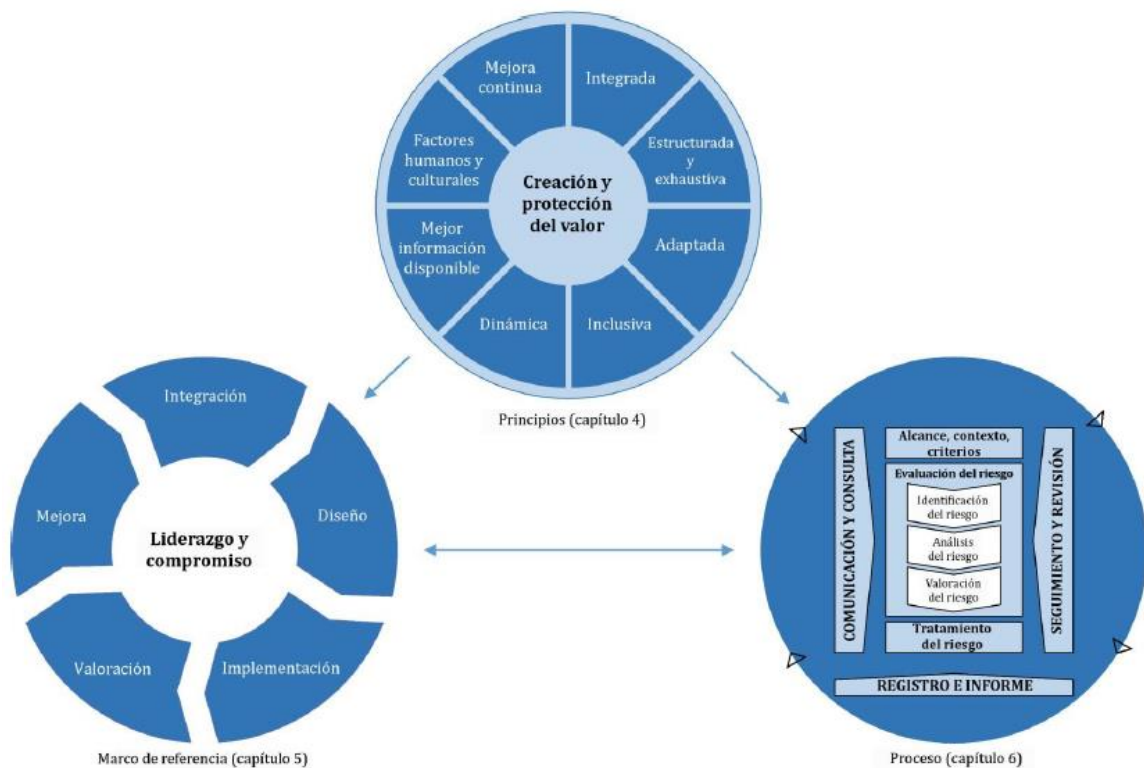 Mejora
continua
Integrada
Factores
humanos y
culturales
Estructurada
y
exhaustiva
Creación y
protección
del valor
Mejor
información
disponible
Adaptada
Dinámica
Inclusiva
Principios (capítulo 4)
Integración
Mejora
Diseño
Liderazgo y
compromiso
Valoración
Implementación
Marco de referencia (capítulo 5)
COMUNICACIÓN Y CONSULTA
Alcance, contexto,
criterios
Evaluación del riesgo
Identificación
del riesgo
Análisis
del riesgo
Valoración
del riesgo
Tratamiento
del riesgo
SEGUIMIENTO Y REVISIÓN
REGISTRO E INFORME
Proceso (capítulo 6)